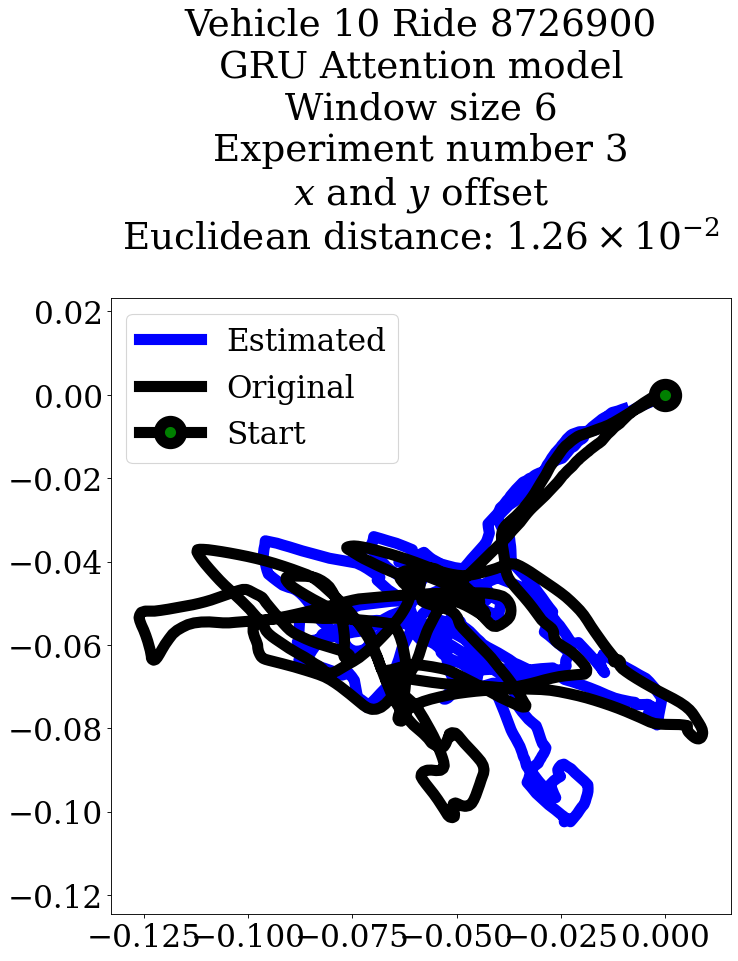 Vehicle 10 Ride 8726900
GRU Attention model
Window size 6
Experiment number 3
x and y offset
Euclidean distance: 1.26 × 10⁻²
Estimated
Original
Start
0.02
0.00
−0.02
−0.04
−0.06
−0.08
−0.10
−0.12
−0.125 −0.100 −0.075 −0.050 −0.025 0.000